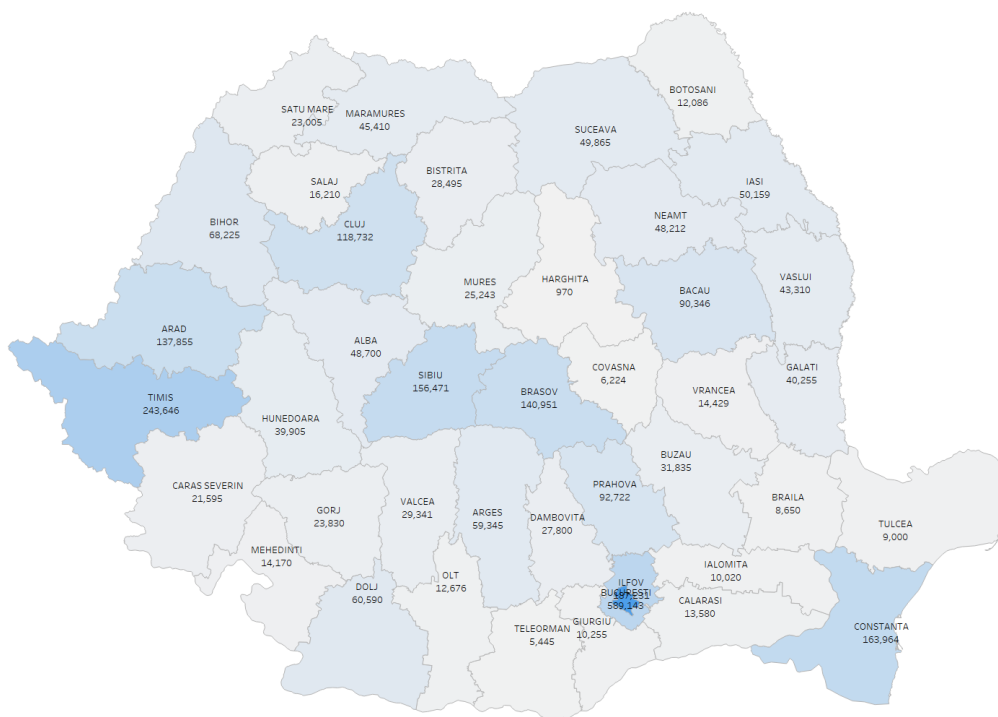 BOTOSANI
12,086
SATU MARE
23,005
MARAMURES
45,410
SUCEAVA
49,865
BISTRITA
28,495
SALAJ
16,210
IASI
50,159
BIHOR
68,225
CLUJ
118,732
NEAMT
48,212
MURES
25,243
HARGHITA
970
BACAU
90,346
VASLUI
43,310
ARAD
137,855
ALBA
48,700
SIBIU
156,471
BRASOV
140,951
COVASNA
6,224
GALATI
40,255
VRANCEA
14,429
TIMIS
243,646
HUNEDOARA
39,905
BUZAU
31,835
CARAS SEVERIN
21,595
PRAHOVA
92,722
BRAILA
8,650
VALCEA
29,341
GORJ
23,830
ARGES
59,345
DAMBOVITA
27,800
TULCEA
9,000
MEHEDINTI
14,170
IALOMITA
10,020
OLT
12,676
DOLJ
60,590
ILFOV
BUCURESTI
589,143
CALARASI
13,580
GIURGIU
10,255
TELEORMAN
5,445
CONSTANTA
163,964